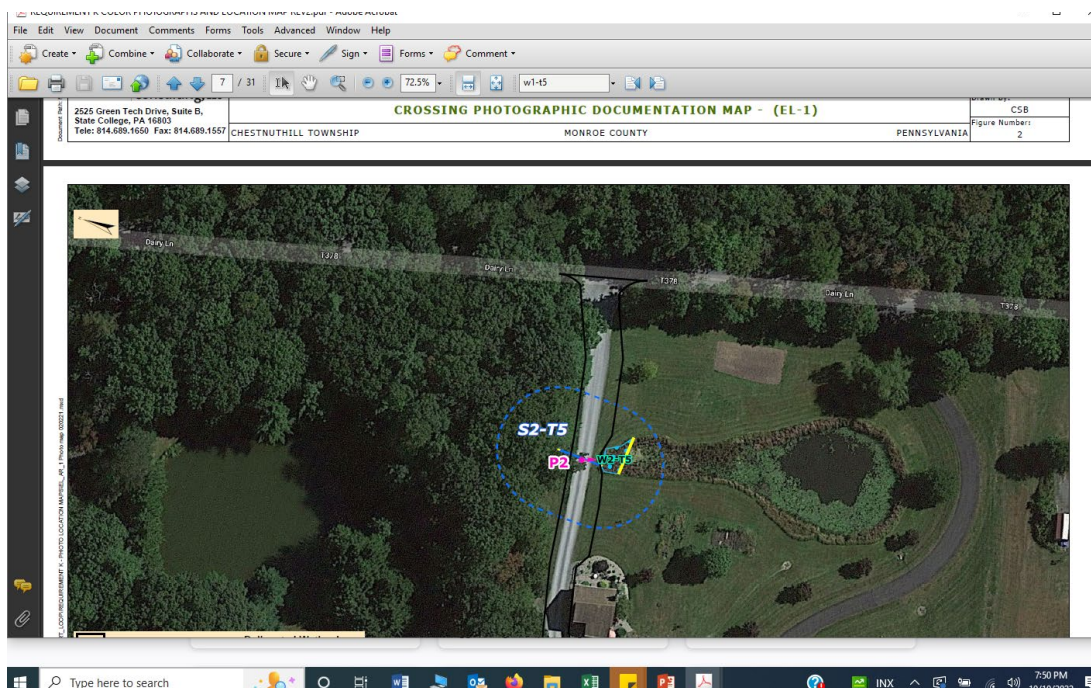 REQUIREMENT K COLOR PHOTOGRAPHS AND LOCATION MAP REV2.pdf - Adobe Acrobat
File Edit View Document Comments Forms Tools Advanced Window Help
Create Combine Collaborate Secure Sign Forms Comment
7 / 31 72.5% w1-t5
2525 Green Tech Drive, Suite B,
State College, PA 16803
Tele: 814.689.1650 Fax: 814.689.1557
CROSSING PHOTOGRAPHIC DOCUMENTATION MAP - (EL-1)
CHESTNUTHILL TOWNSHIP MONROE COUNTY PENNSYLVANIA
Drawn By:
CSB
Figure Number:
2
Dairy Ln T378 Dairy Ln T378 Dairy Ln T378
S2-T5
P2 W2-T5
Type here to search
INX 7:50 PM